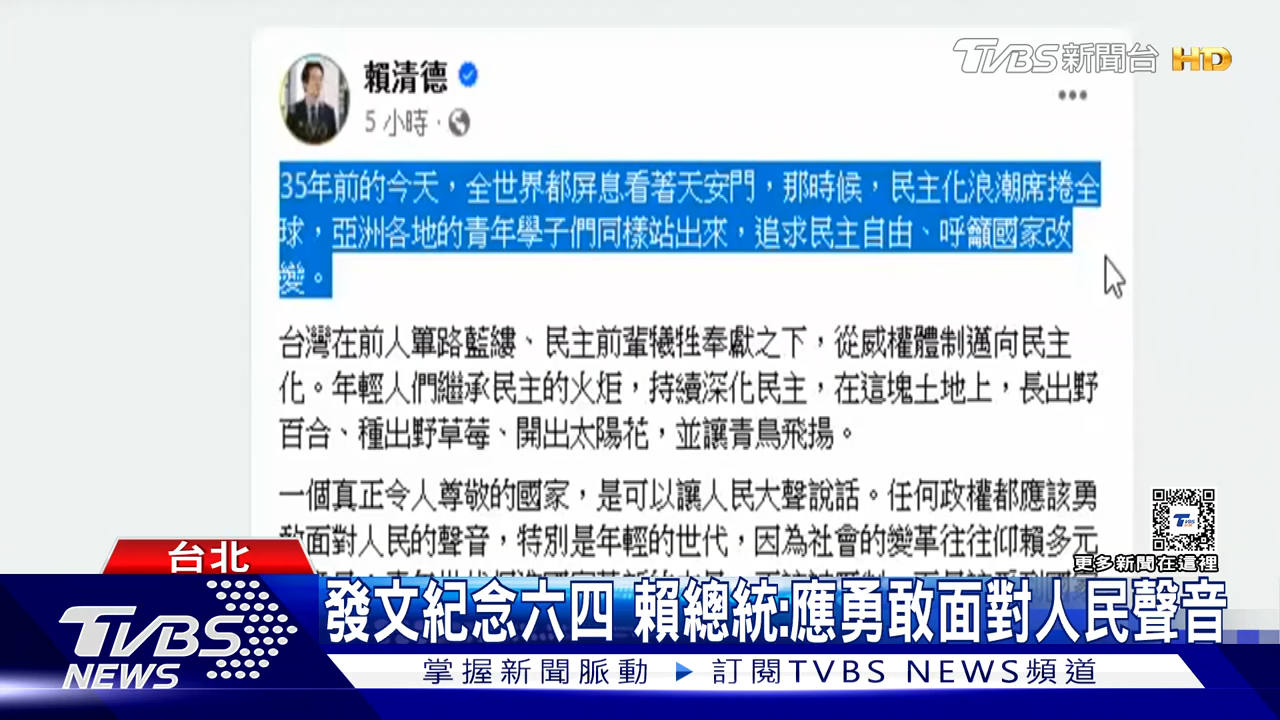 TVBS新聞台 HD
賴清德
5 小時
35年前的今天，全世界都屏息看著天安門，那時候，民主化浪潮席捲全
球，亞洲各地的青年學子們同樣站出來，追求民主自由、呼籲國家改
變。
台灣在前人篳路藍縷、民主前輩犧牲奉獻之下，從威權體制邁向民主
化。年輕人們繼承民主的火炬，持續深化民主，在這塊土地上，長出野
百合、種出野草莓、開出太陽花，並讓青鳥飛揚。
一個真正令人尊敬的國家，是可以讓人民大聲說話。任何政權都應該勇
敢面對人民的聲音，特別是年輕的世代，因為社會的變革往往仰賴多元
TVBS
更多新聞在這裡
台北
發文紀念六四 賴總統:應勇敢面對人民聲音
TVBS NEWS
掌握新聞脈動 ▶ 訂閱TVBS NEWS頻道